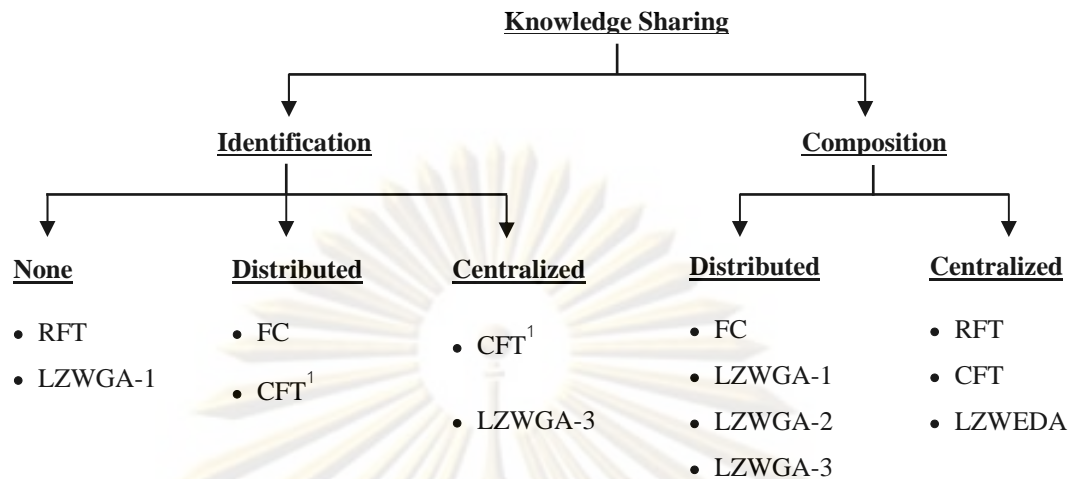 Knowledge Sharing
Identification Composition
None Distributed Centralized Distributed Centralized
• RFT • FC • CFT¹ • FC • RFT
• LZWGA-1 • CFT¹ • LZWGA-3 • LZWGA-1 • CFT
• LZWGA-2 • LZWEDA
• LZWGA-3